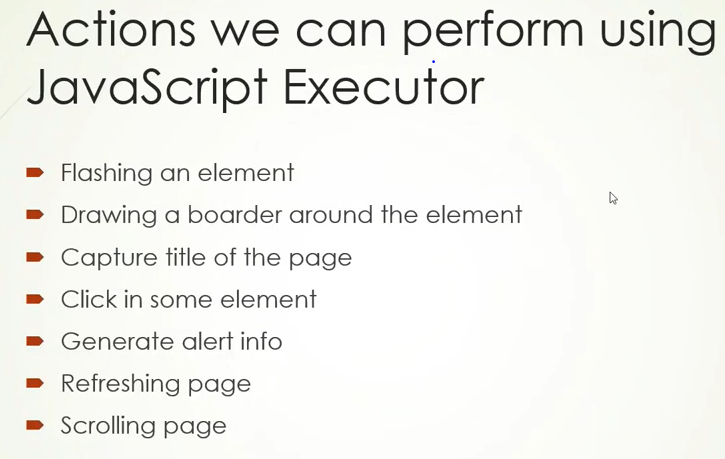 Actions we can perform using
JavaScript Executor
Flashing an element
Drawing a boarder around the element
Capture title of the page
Click in some element
Generate alert info
Refreshing page
Scrolling page